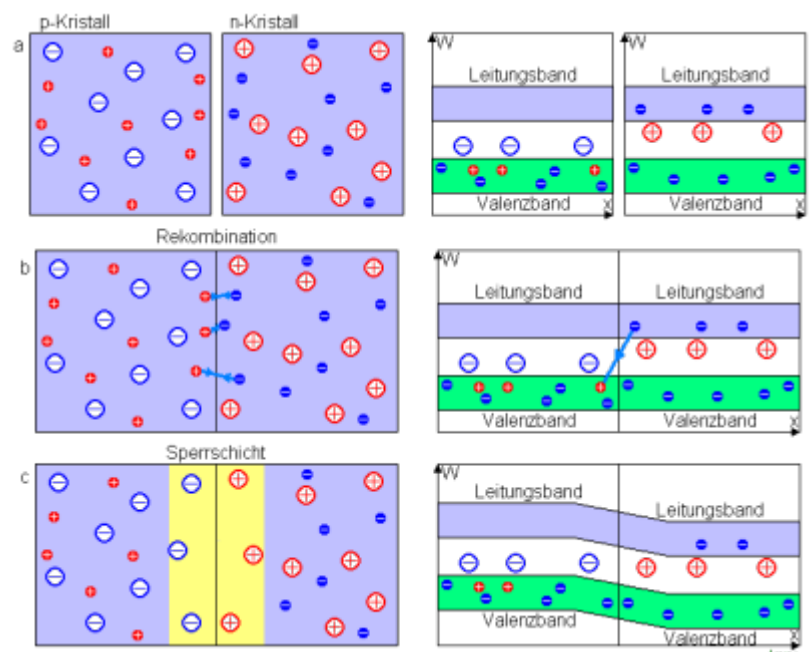 p-Kristall n-Kristall
a
W
Leitungsband
Valenzband
x
W
Leitungsband
Valenzband
x
Rekombination
b
W
Leitungsband Leitungsband
Valenzband Valenzband
x
Sperrschicht
c
W
Leitungsband
Leitungsband
Valenzband
Valenzband
x